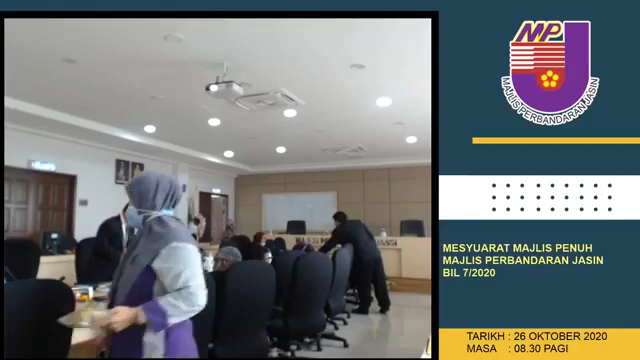 MP
MAJLIS PERBANDARAN JASIN
MESYUARAT MAJLIS PENUH
MAJLIS PERBANDARAN JASIN
BIL 7/2020
TARIKH : 26 OKTOBER 2020
MASA : 08.30 PAGI